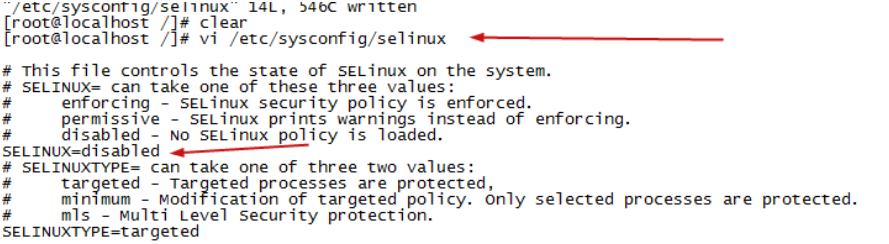 "/etc/sysconfig/selinux" 14L, 546C written
[root@localhost /]# clear
[root@localhost /]# vi /etc/sysconfig/selinux
# This file controls the state of SELinux on the system.
# SELINUX= can take one of these three values:
#     enforcing - SELinux security policy is enforced.
#     permissive - SELinux prints warnings instead of enforcing.
#     disabled - No SELinux policy is loaded.
SELINUX=disabled
# SELINUXTYPE= can take one of three two values:
#     targeted - Targeted processes are protected,
#     minimum - Modification of targeted policy. Only selected processes are protected.
#     mls - Multi Level Security protection.
SELINUXTYPE=targeted